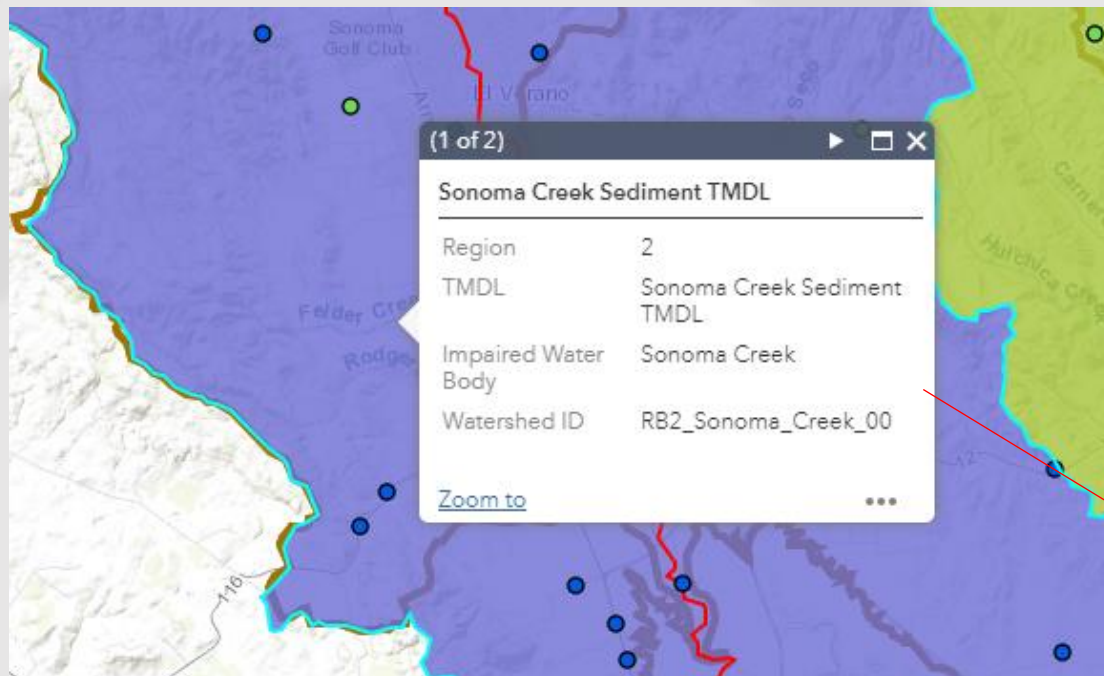 Sonoma
Golf Club
El Verano
(1 of 2)
Sonoma Creek Sediment TMDL
Region 2
TMDL Sonoma Creek Sediment
TMDL
Impaired Water Sonoma Creek
Body
Watershed ID RB2_Sonoma_Creek_00
Zoom to
Felder
12
116